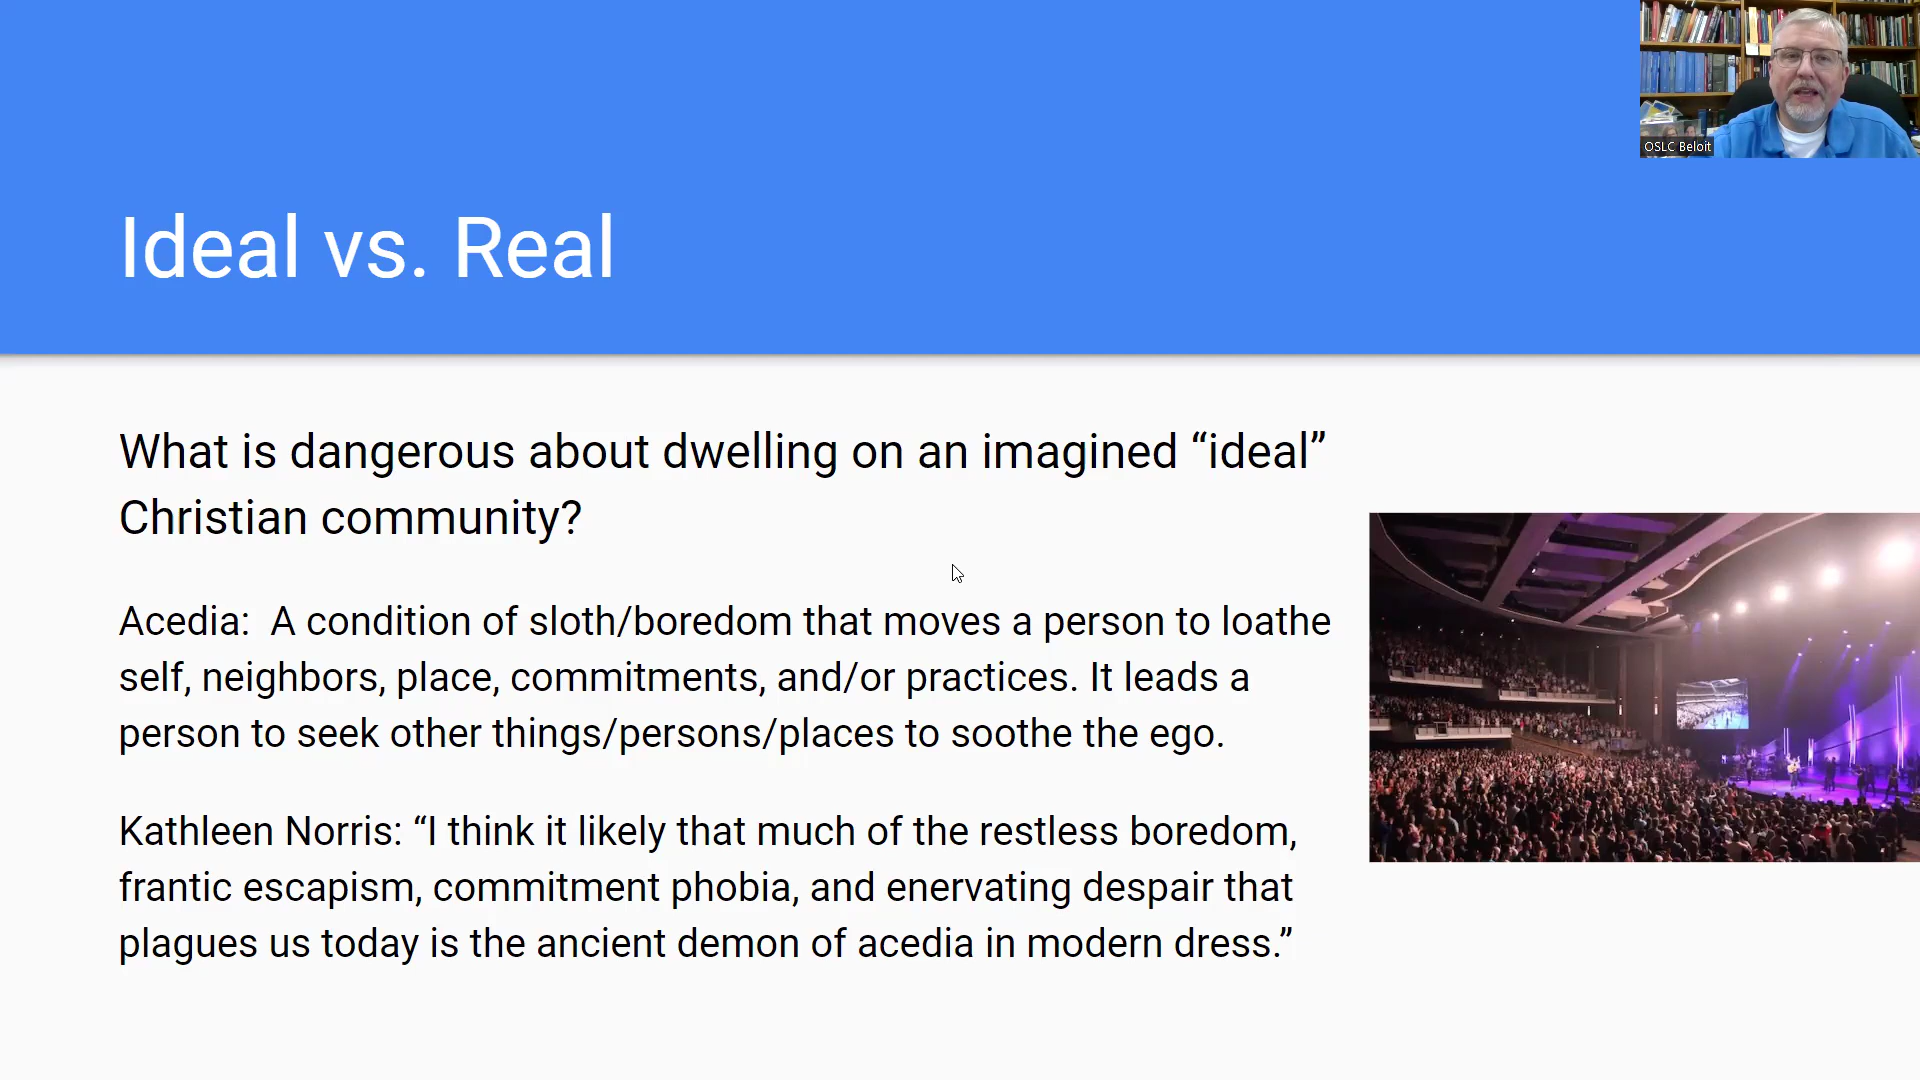 OSLC Beloit
Ideal vs. Real
What is dangerous about dwelling on an imagined “ideal”
Christian community?
Acedia:  A condition of sloth/boredom that moves a person to loathe
self, neighbors, place, commitments, and/or practices. It leads a
person to seek other things/persons/places to soothe the ego.
Kathleen Norris: “I think it likely that much of the restless boredom,
frantic escapism, commitment phobia, and enervating despair that
plagues us today is the ancient demon of acedia in modern dress.”